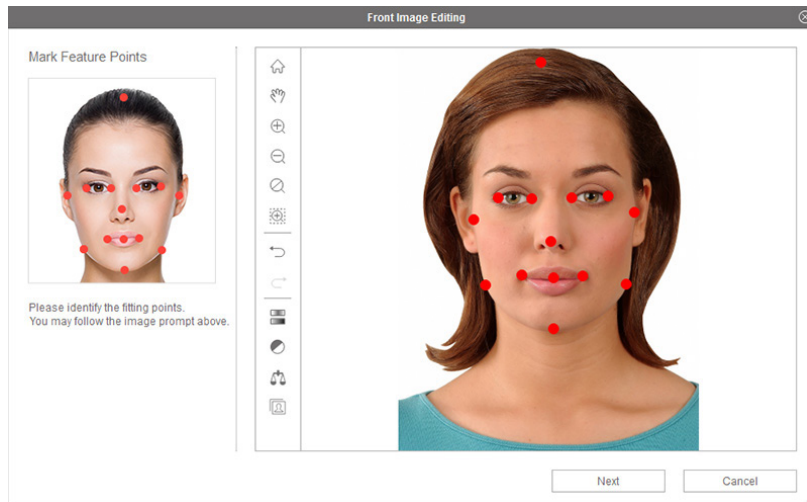 Front Image Editing
Mark Feature Points
Please identify the fitting points.
You may follow the image prompt above.
Next
Cancel